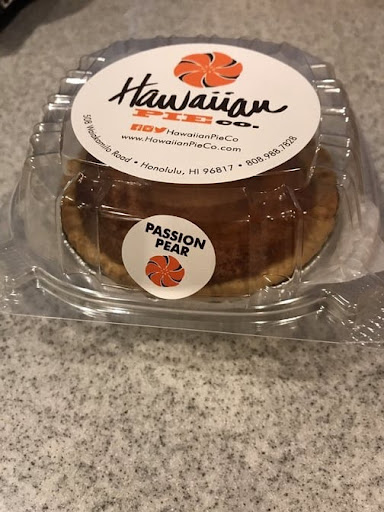 Hawaiian
PIE CO.
HawaiianPieCo
www.HawaiianPieCo.com
508 Waiakamilo Road • Honolulu, HI 96817 • 808.988.7828
PASSION
PEAR